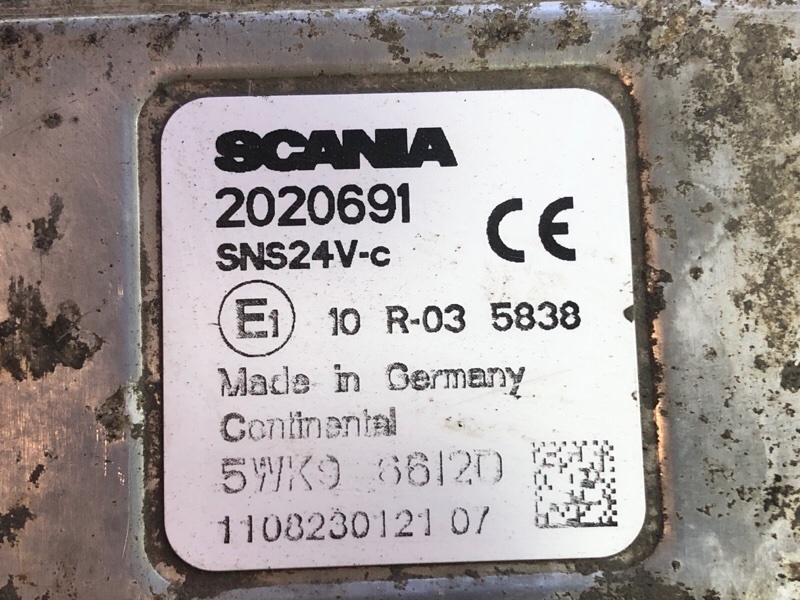 SCANIA
2020691
CE
SNS24V-c
E1 10 R-03 5838
Made in Germany
Continental
5WK9 6612D
1108230121 07